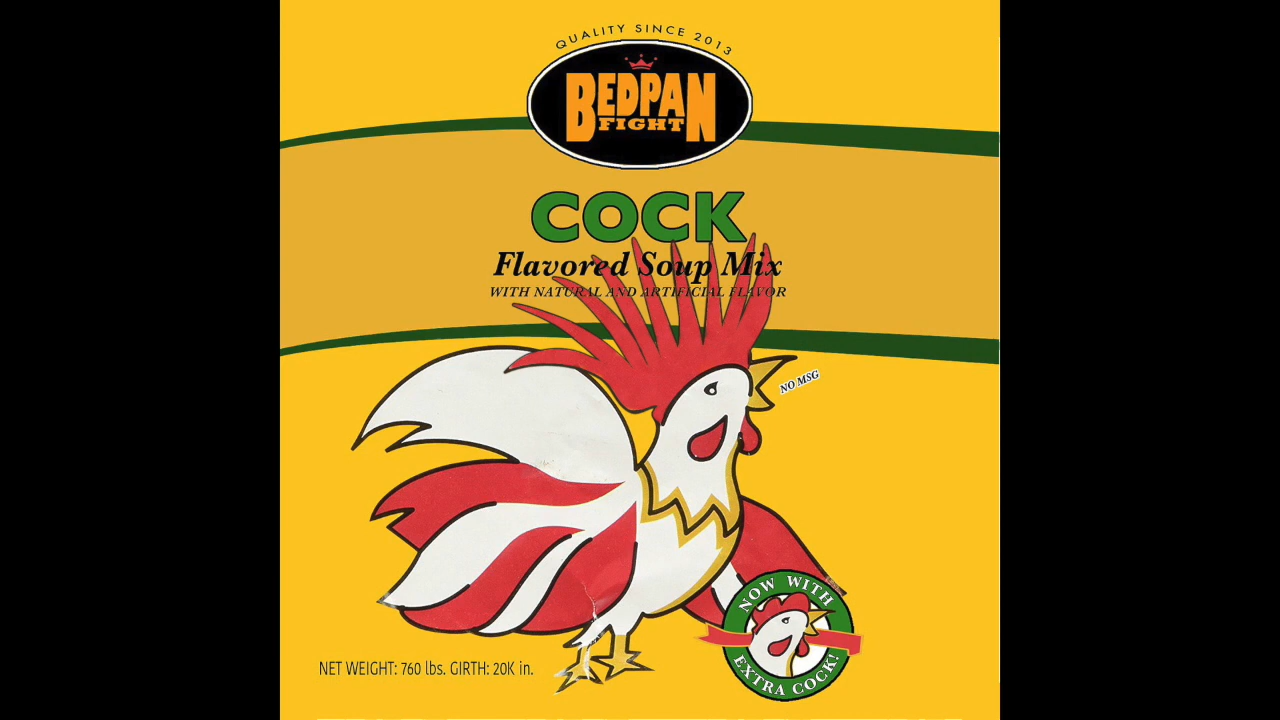 QUALITY SINCE 2013
BEDPAN
FIGHT
COCK
Flavored Soup Mix
WITH NATURAL AND ARTIFICIAL FLAVOR
NO MSG
NOW WITH
EXTRA COCK!
NET WEIGHT: 760 lbs. GIRTH: 20K in.